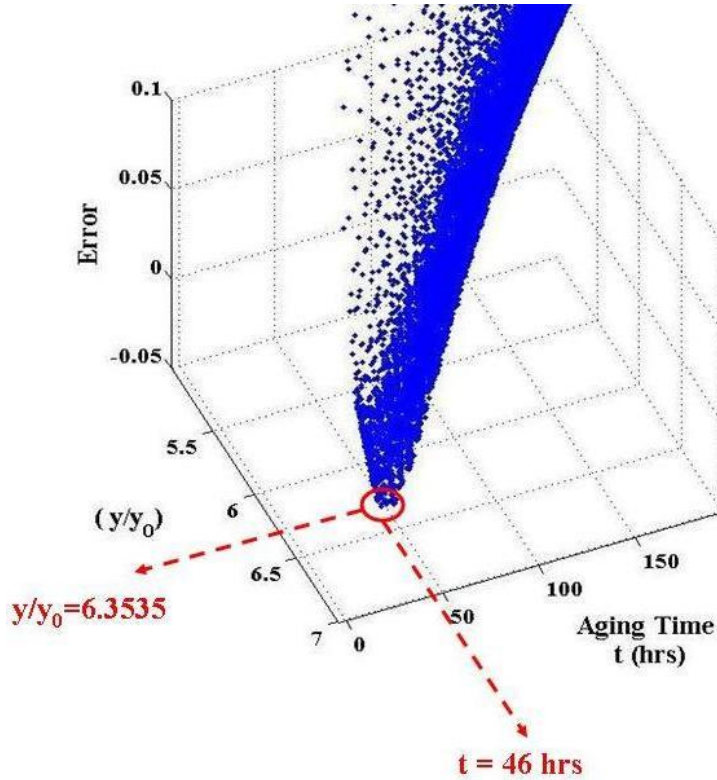 0.1
0.05
0
-0.05
Error
5.5
6
6.5
7
(y/y₀)
0
50
100
150
Aging Time
t (hrs)
y/y₀=6.3535
t = 46 hrs